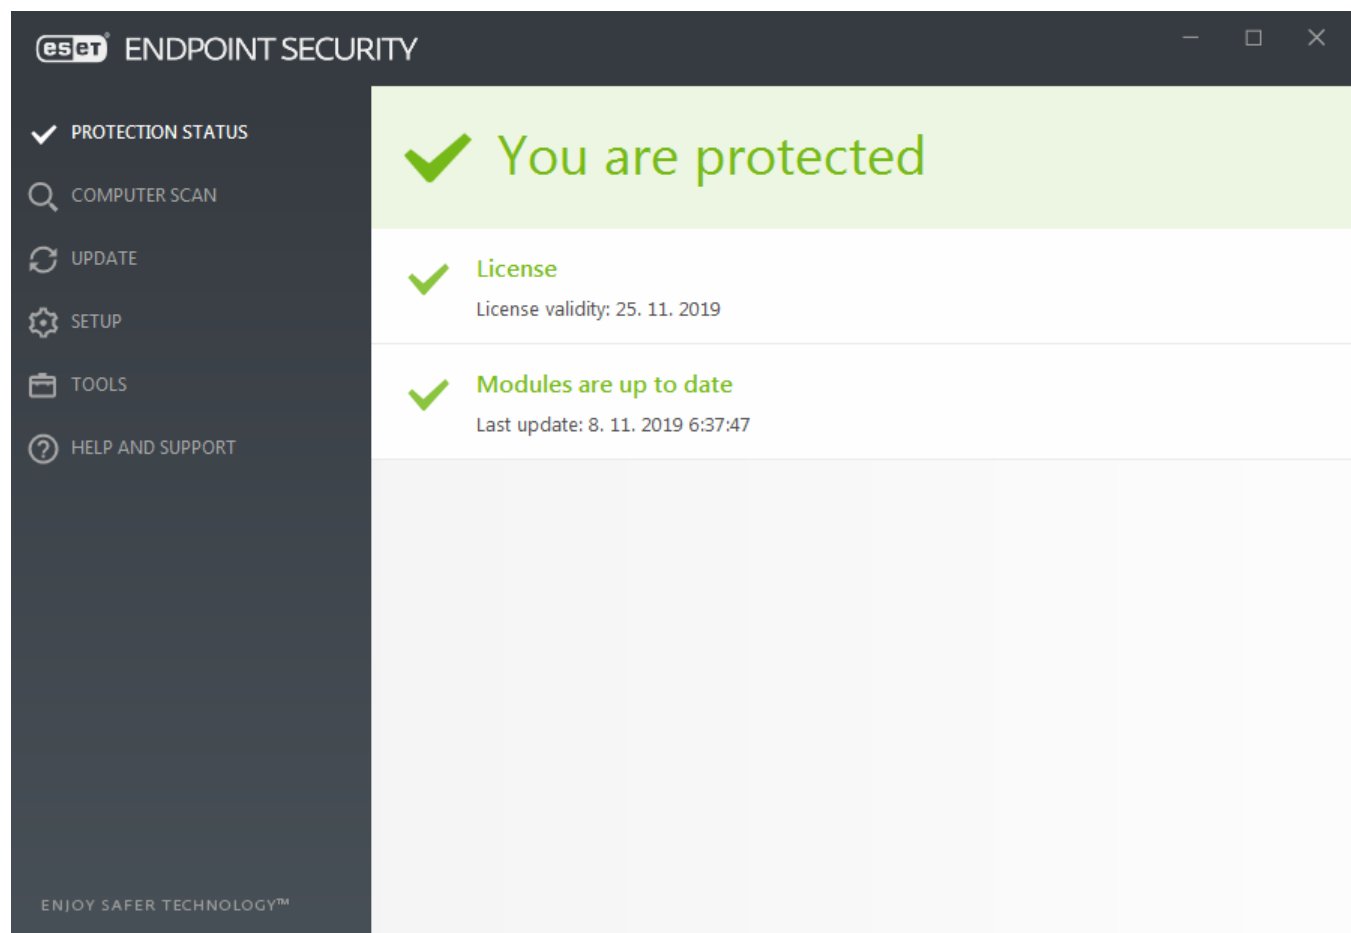 eset ENDPOINT SECURITY
PROTECTION STATUS
COMPUTER SCAN
UPDATE
SETUP
TOOLS
HELP AND SUPPORT
ENJOY SAFER TECHNOLOGY™
You are protected
License
License validity: 25. 11. 2019
Modules are up to date
Last update: 8. 11. 2019 6:37:47